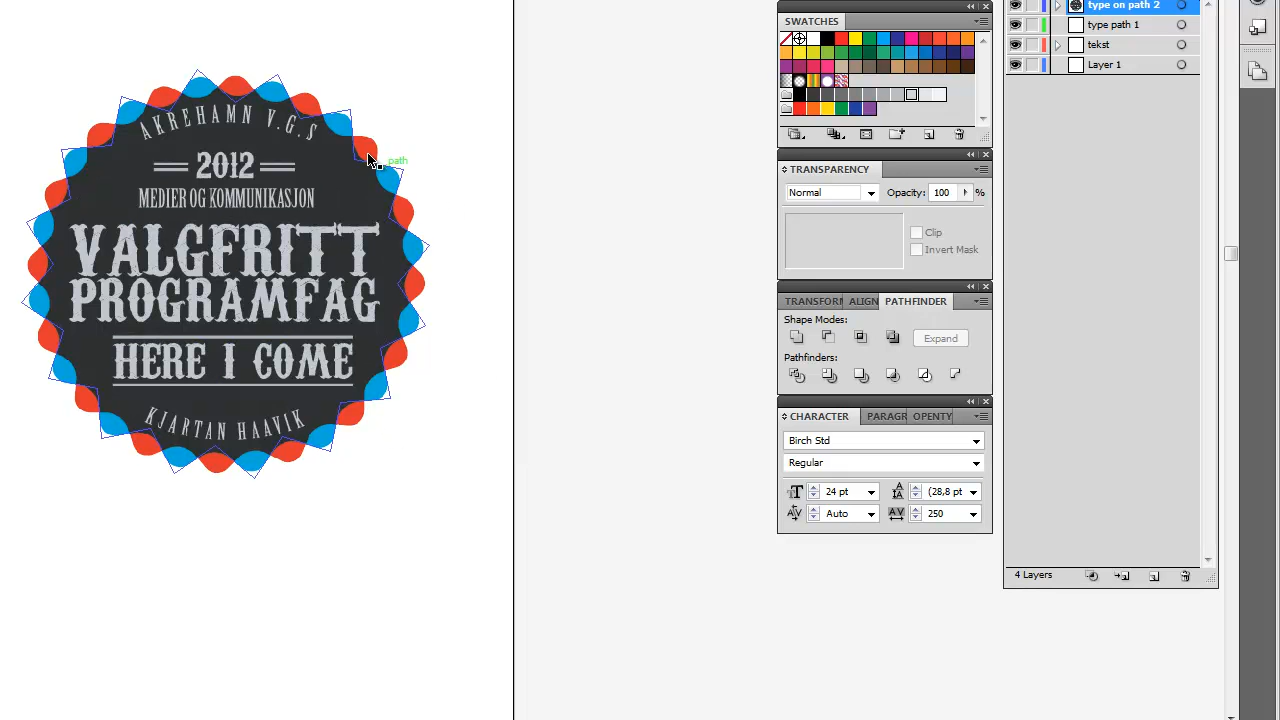 type on path 2
SWATCHES
type path 1
tekst
Layer 1
AKREHAMN V.G.S
2012
MEDIER OG KOMMUNIKASJON
VALGFRITT
PROGRAMFAG
HERE I COME
KJARTAN HAAVIK
path
TRANSPARENCY
Normal
Opacity: 100 %
Clip
Invert Mask
TRANSFORM ALIGN PATHFINDER
Shape Modes:
Expand
Pathfinders:
CHARACTER PARAGR OPENTY
Birch Std
Regular
24 pt (28,8 pt
Auto 250
4 Layers